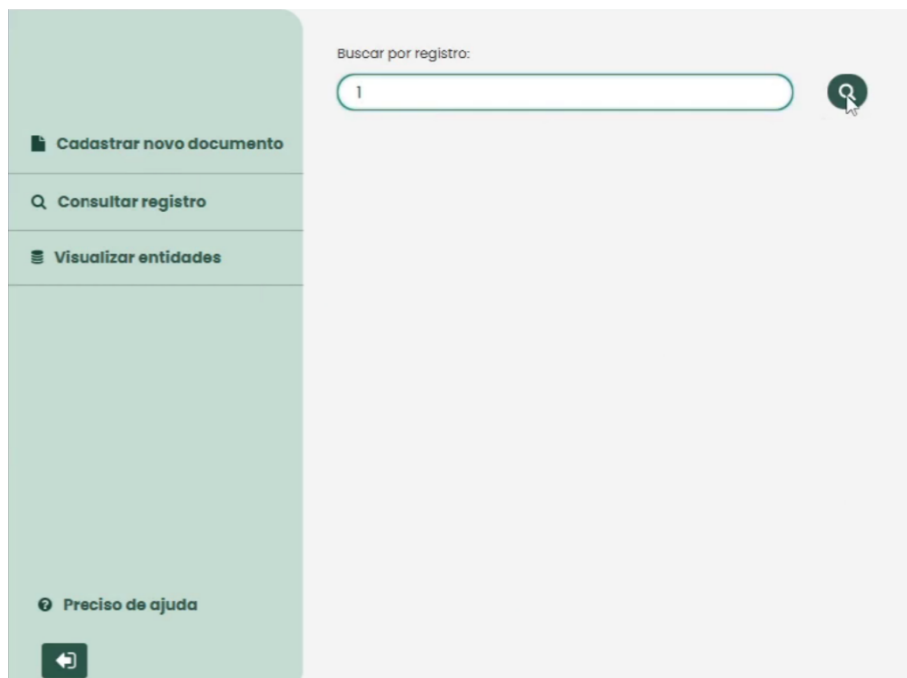 Buscar por registro:
1
Cadastrar novo documento
Consultar registro
Visualizar entidades
Preciso de ajuda